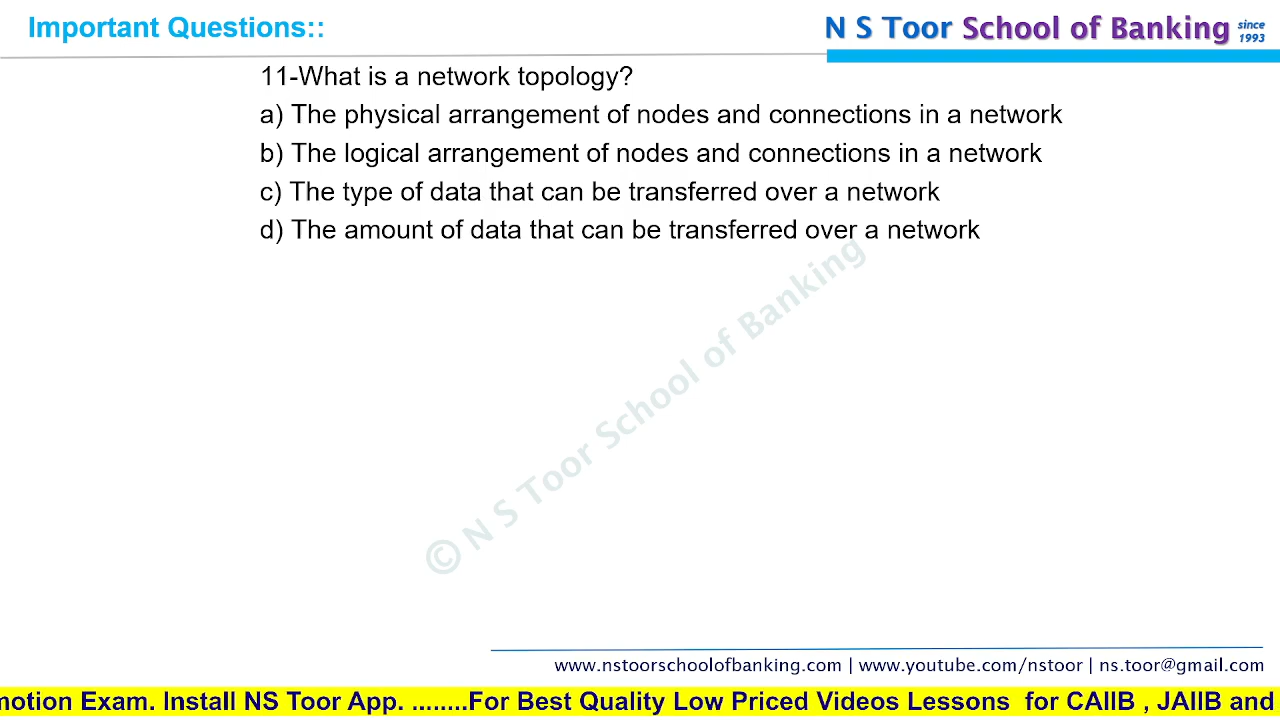 Important Questions::
N S Toor School of Banking since 1993
11-What is a network topology?
a) The physical arrangement of nodes and connections in a network
b) The logical arrangement of nodes and connections in a network
c) The type of data that can be transferred over a network
d) The amount of data that can be transferred over a network
© N S Toor School of Banking
www.nstoorschoolofbanking.com | www.youtube.com/nstoor | ns.toor@gmail.com
motion Exam. Install NS Toor App. ........For Best Quality Low Priced Videos Lessons for CAIIB , JAIIB and